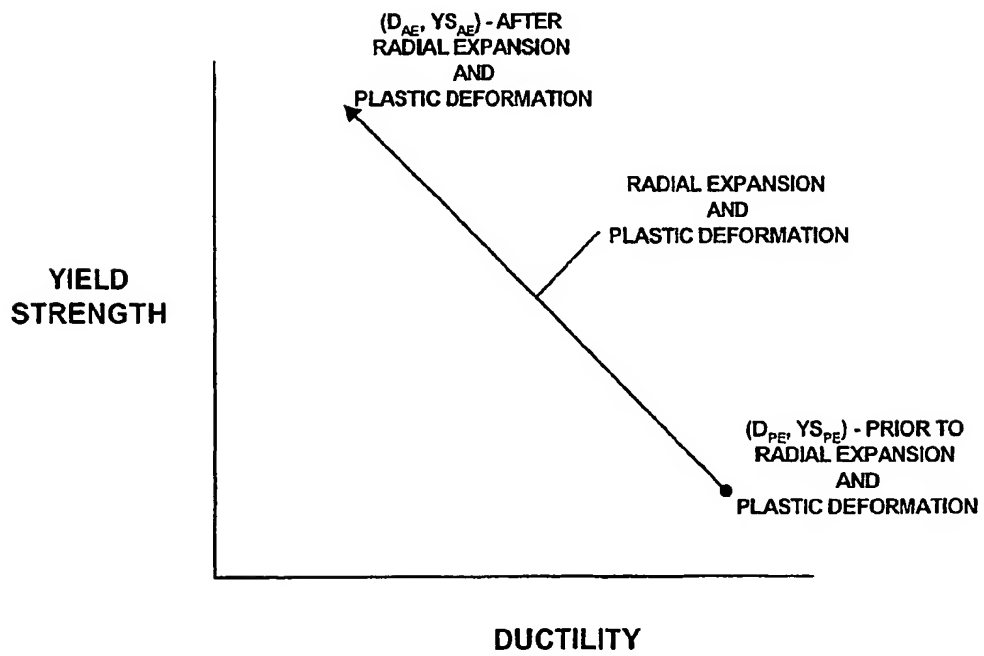 (D_AE, YS_AE) - AFTER
RADIAL EXPANSION
AND
PLASTIC DEFORMATION
RADIAL EXPANSION
AND
PLASTIC DEFORMATION
YIELD
STRENGTH
(D_PE, YS_PE) - PRIOR TO
RADIAL EXPANSION
AND
PLASTIC DEFORMATION
DUCTILITY